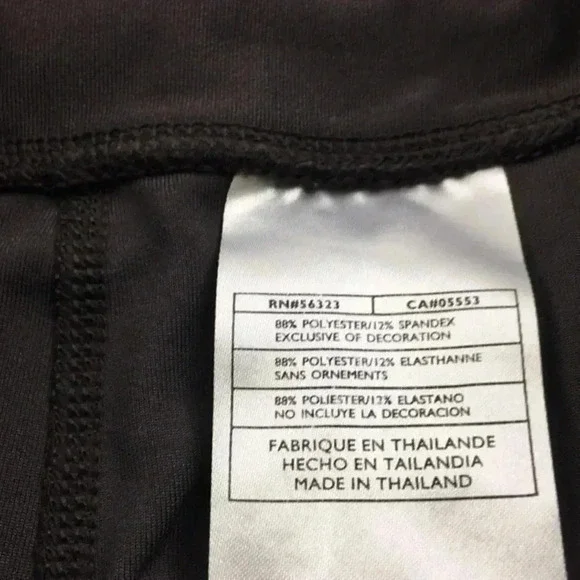 RN#56323 CA#05553
88% POLYESTER/12% SPANDEX
EXCLUSIVE OF DECORATION
88% POLYESTER/12% ELASTHANNE
SANS ORNEMENTS
88% POLIESTER/12% ELASTANO
NO INCLUYE LA DECORACION
FABRIQUE EN THAILANDE
HECHO EN TAILANDIA
MADE IN THAILAND